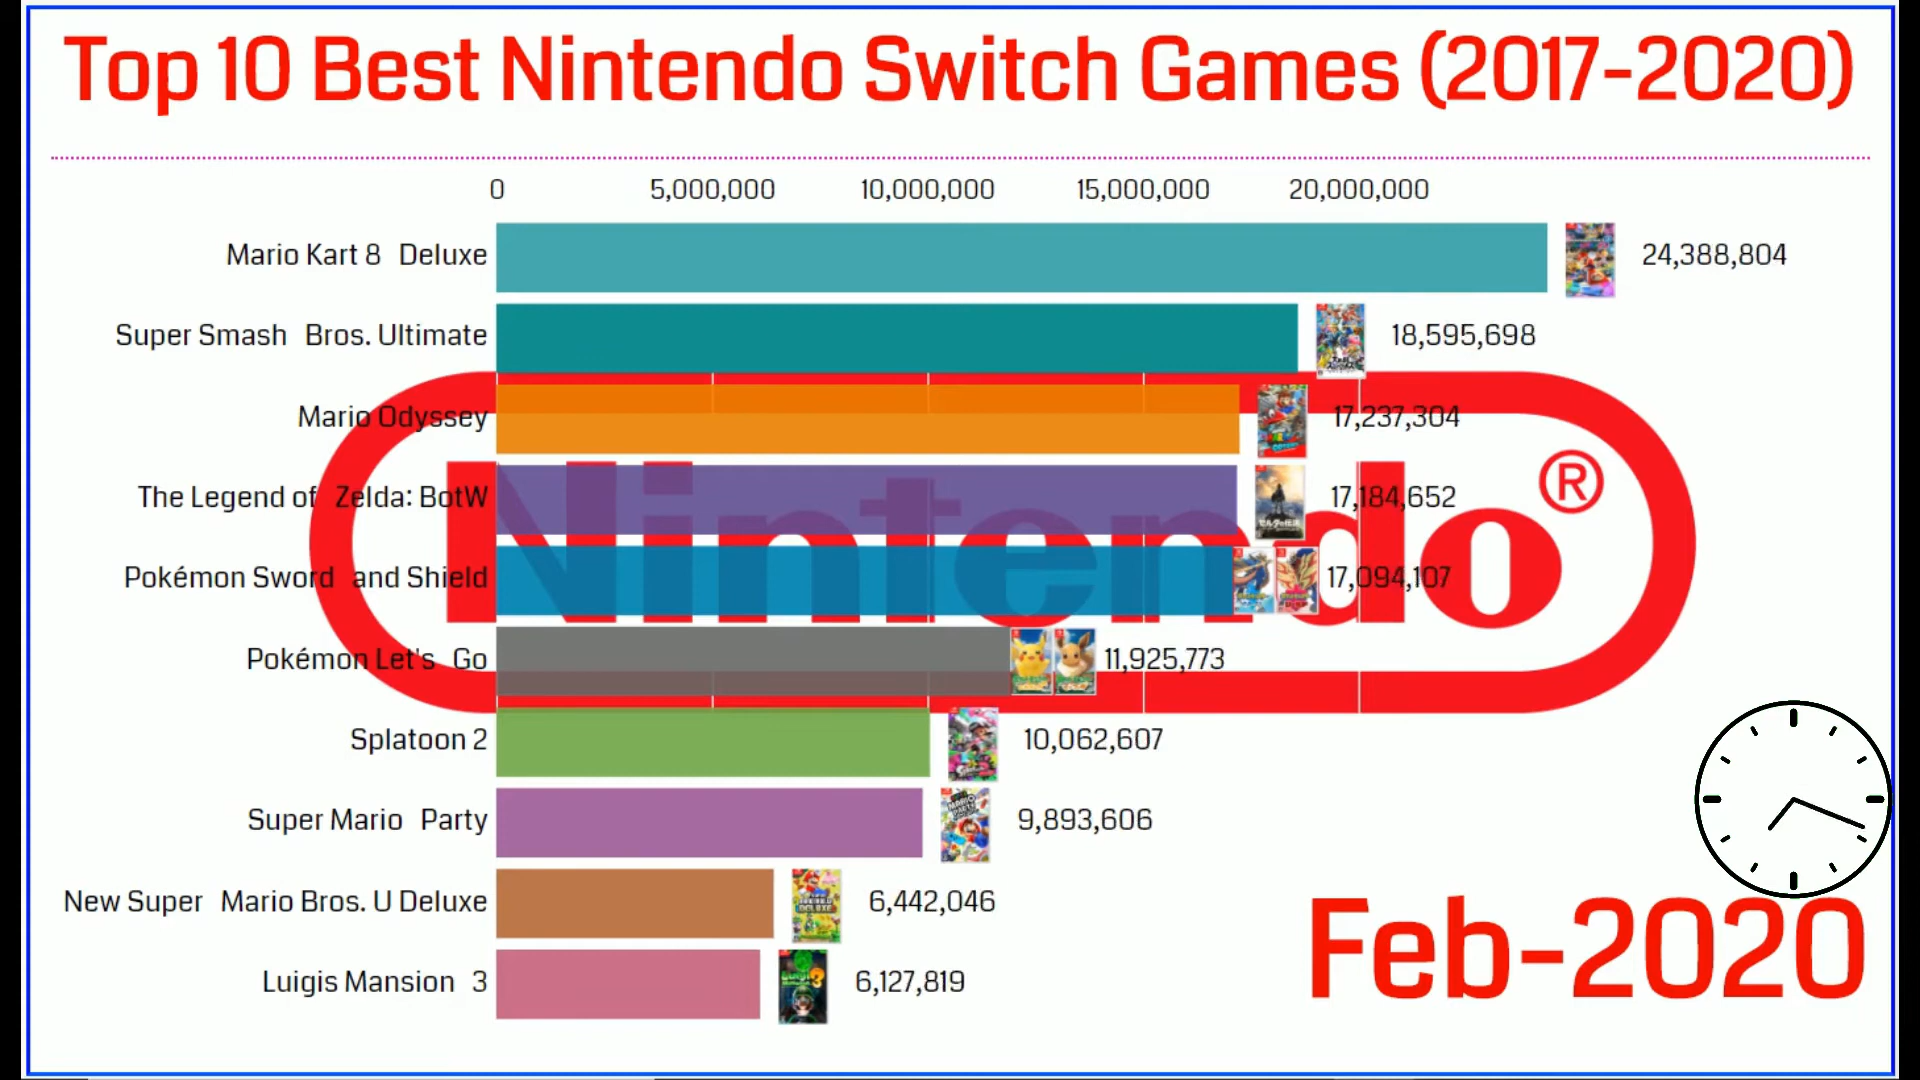 Top 10 Best Nintendo Switch Games (2017-2020)
0 5,000,000 10,000,000 15,000,000 20,000,000
Mario Kart 8 Deluxe 24,388,804
Super Smash Bros. Ultimate 18,595,698
Mario Odyssey 17,237,304
The Legend of Zelda: BotW 17,184,652
Nintendo®
Pokémon Sword and Shield 17,094,107
Pokémon Let's Go 11,925,773
Splatoon 2 10,062,607
Super Mario Party 9,893,606
New Super Mario Bros. U Deluxe 6,442,046
Luigis Mansion 3 6,127,819
Feb-2020